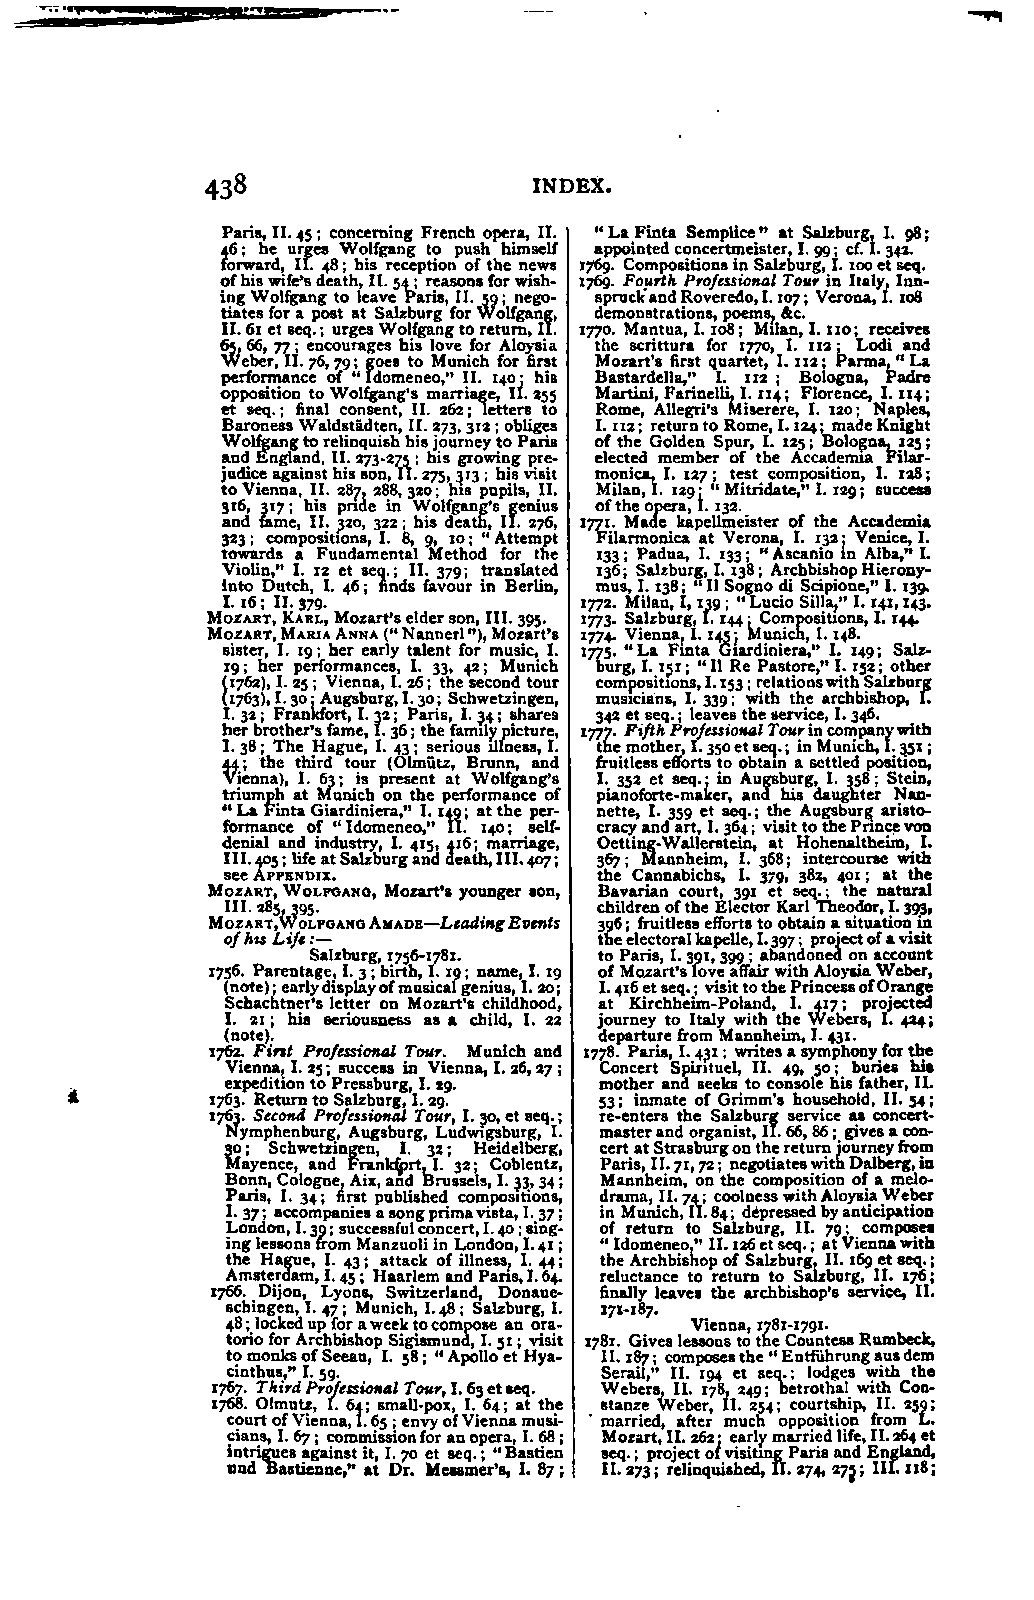 438
INDEX.
Paris, II. 45; concerning French opera, II.
46; he urges Wolfgang to push himself
forward, II. 48; his reception of the news
of his wife's death, II. 54; reasons for wish-
ing Wolfgang to leave Paris, II. 59; nego-
tiates for a post at Salzburg for Wolfgang,
II. 61 et seq.; urges Wolfgang to return, II.
65, 66, 77; encourages his love for Aloysia
Weber, II. 76, 79; goes to Munich for first
performance of "Idomeneo," II. 140; his
opposition to Wolfgang's marriage, II. 255
et seq.; final consent, II. 262; letters to
Baroness Waldstädten, II. 273, 312; obliges
Wolfgang to relinquish his journey to Paris
and England, II. 273-275; his growing pre-
judice against his son, II. 275, 313; his visit
to Vienna, II. 287, 288, 320; his pupils, II.
316, 317; his pride in Wolfgang's genius
and fame, II. 320, 322; his death, II. 276,
323; compositions, I. 8, 9, 10; "Attempt
towards a Fundamental Method for the
Violin," I. 12 et seq.; II. 379; translated
into Dutch, I. 46; finds favour in Berlin,
I. 16; II. 379.
MOZART, KARL, Mozart's elder son, III. 395.
MOZART, MARIA ANNA ("Nannerl"), Mozart's
sister, I. 19; her early talent for music, I.
19; her performances, I. 33, 42; Munich
(1762), I. 25; Vienna, I. 26; the second tour
(1763), I. 30; Augsburg, I. 30; Schwetzingen,
I. 32; Frankfort, I. 32; Paris, I. 34; shares
her brother's fame, I. 36; the family picture,
I. 38; The Hague, I. 43; serious illness, I.
44; the third tour (Olmütz, Brunn, and
Vienna), I. 63; is present at Wolfgang's
triumph at Munich on the performance of
"La Finta Giardiniera," I. 149; at the per-
formance of "Idomeneo," II. 140; self-
denial and industry, I. 415, 416; marriage,
III. 405; life at Salzburg and death, III. 407;
see APPENDIX.
MOZART, WOLFGANG, Mozart's younger son,
III. 285, 395.
MOZART, WOLFGANG AMADE—Leading Events
of his Life:—
Salzburg, 1756-1781.
1756. Parentage, I. 3; birth, I. 19; name, I. 19
(note); early display of musical genius, I. 20;
Schachtner's letter on Mozart's childhood,
I. 21; his seriousness as a child, I. 22
(note).
1762. First Professional Tour. Munich and
Vienna, I. 25; success in Vienna, I. 26, 27;
expedition to Pressburg, I. 29.
1763. Return to Salzburg, I. 29.
1763. Second Professional Tour, I. 30, et seq.;
Nymphenburg, Augsburg, Ludwigsburg, I.
30; Schwetzingen, I. 32; Heidelberg,
Mayence, and Frankfort, I. 32; Coblentz,
Bonn, Cologne, Aix, and Brussels, I. 33, 34;
Paris, I. 34; first published compositions,
I. 37; accompanies a song prima vista, I. 37;
London, I. 39; successful concert, I. 40; sing-
ing lessons from Manzuoli in London, I. 41;
the Hague, I. 43; attack of illness, I. 44;
Amsterdam, I. 45; Haarlem and Paris, I. 64.
1766. Dijon, Lyons, Switzerland, Donaue-
schingen, I. 47; Munich, I. 48; Salzburg, I.
48; locked up for a week to compose an ora-
torio for Archbishop Sigismund, I. 51; visit
to monks of Seean, I. 58; "Apollo et Hya-
cinthus," I. 59.
1767. Third Professional Tour, I. 63 et seq.
1768. Olmutz, I. 64; small-pox, I. 64; at the
court of Vienna, I. 65; envy of Vienna musi-
cians, I. 67; commission for an opera, I. 68;
intrigues against it, I. 70 et seq.; "Bastien
und Bastienne," at Dr. Messmer's, I. 87;
"La Finta Semplice" at Salzburg, I. 98;
appointed concertmeister, I. 99; cf. I. 342.
1769. Compositions in Salzburg, I. 100 et seq.
1769. Fourth Professional Tour in Italy, Inn-
spruck and Roveredo, I. 107; Verona, I. 108
demonstrations, poems, &c.
1770. Mantua, I. 108; Milan, I. 110; receives
the scrittura for 1770, I. 112; Lodi and
Mozart's first quartet, I. 112; Parma, "La
Bastardella," I. 112; Bologna, Padre
Martini, Farinelli, I. 114; Florence, I. 114;
Rome, Allegri's Miserere, I. 120; Naples,
I. 112; return to Rome, I. 124; made Knight
of the Golden Spur, I. 125; Bologna, 125;
elected member of the Accademia Filar-
monica, I. 127; test composition, I. 128;
Milan, I. 129; "Mitridate," I. 129; success
of the opera, I. 132.
1771. Made kapellmeister of the Accademia
Filarmonica at Verona, I. 132; Venice, I.
133; Padua, I. 133; "Ascanio in Alba," I.
136; Salzburg, I. 138; Archbishop Hierony-
mus, I. 138; "Il Sogno di Scipione," I. 139.
1772. Milan, I, 139; "Lucio Silla," I. 141, 143.
1773. Salzburg, I. 144; Compositions, I. 144.
1774. Vienna, I. 145; Munich, I. 148.
1775. "La Finta Giardiniera," I. 149; Salz-
burg, I. 151; "Il Re Pastore," I. 152; other
compositions, I. 153; relations with Salzburg
musicians, I. 339; with the archbishop, I.
342 et seq.; leaves the service, I. 346.
1777. Fifth Professional Tour in company with
the mother, I. 350 et seq.; in Munich, I. 351;
fruitless efforts to obtain a settled position,
I. 352 et seq.; in Augsburg, I. 358; Stein,
pianoforte-maker, and his daughter Nan-
nette, I. 359 et seq.; the Augsburg aristo-
cracy and art, I. 364; visit to the Prince von
Oetting-Wallerstein, at Hohenaltheim, I.
367; Mannheim, I. 368; intercourse with
the Cannabichs, I. 379, 382, 401; at the
Bavarian court, 391 et seq.; the natural
children of the Elector Karl Theodor, I. 393,
396; fruitless efforts to obtain a situation in
the electoral kapelle, I. 397; project of a visit
to Paris, I. 391, 399; abandoned on account
of Mozart's love affair with Aloysia Weber,
I. 416 et seq.; visit to the Princess of Orange
at Kirchheim-Poland, I. 417; projected
journey to Italy with the Webers, I. 424;
departure from Mannheim, I. 431.
1778. Paris, I. 431; writes a symphony for the
Concert Spirituel, II. 49, 50; buries his
mother and seeks to console his father, II.
53; inmate of Grimm's household, II. 54;
re-enters the Salzburg service as concert-
master and organist, II. 66, 86; gives a con-
cert at Strasburg on the return journey from
Paris, II. 71, 72; negotiates with Dalberg, in
Mannheim, on the composition of a melo-
drama, II. 74; coolness with Aloysia Weber
in Munich, II. 84; depressed by anticipation
of return to Salzburg, II. 79; composes
"Idomeneo," II. 126 et seq.; at Vienna with
the Archbishop of Salzburg, II. 169 et seq.;
reluctance to return to Salzburg, II. 176;
finally leaves the archbishop's service, II.
171-187.
Vienna, 1781-1791.
1781. Gives lessons to the Countess Rumbeck,
II. 187; composes the "Entführung aus dem
Serail," II. 194 et seq.; lodges with the
Webers, II. 178, 249; betrothal with Con-
stanze Weber, II. 254; courtship, II. 259;
married, after much opposition from L.
Mozart, II. 262; early married life, II. 264 et
seq.; project of visiting Paris and England,
II. 273; relinquished, II. 274, 275; III. 118;